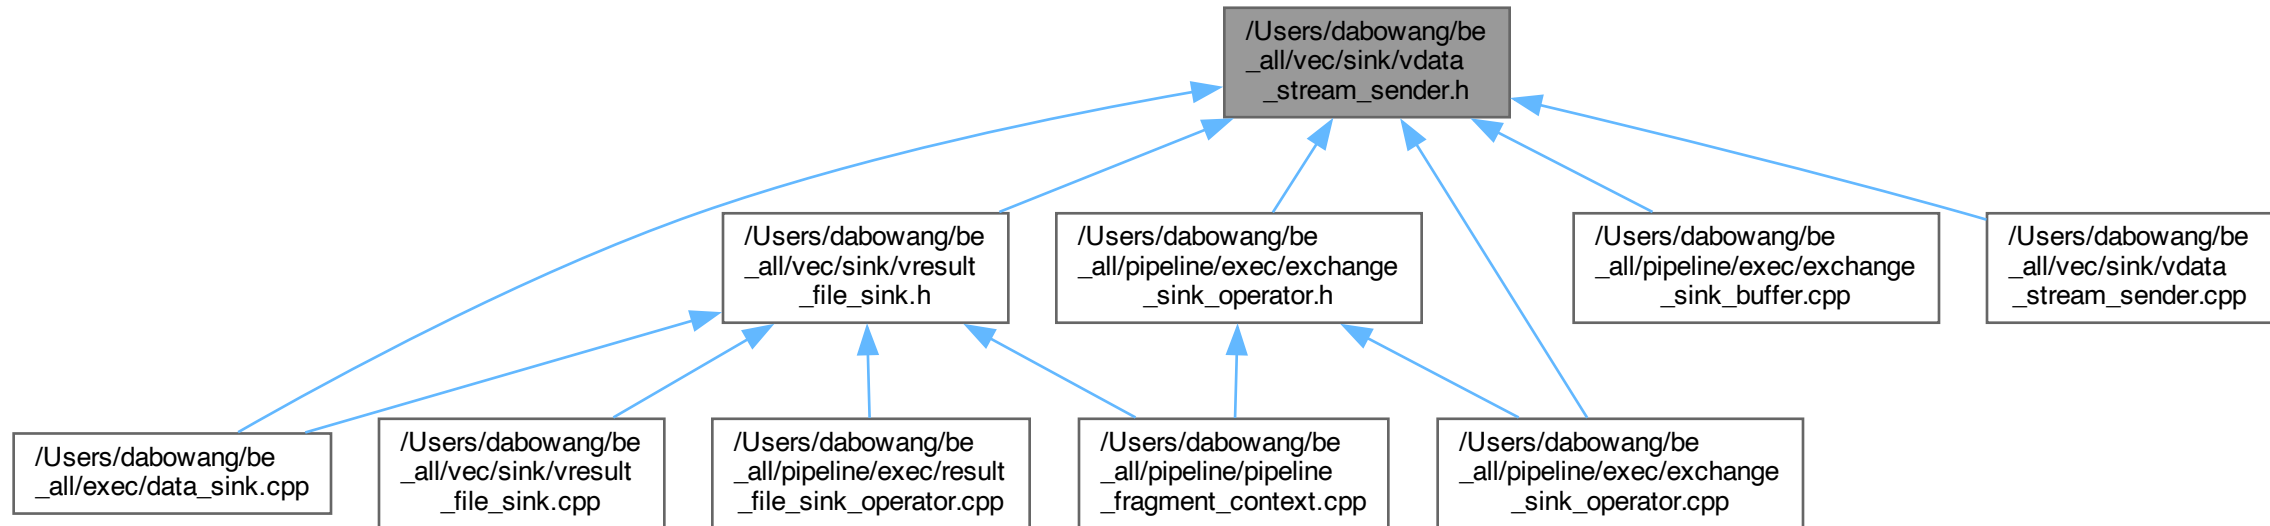 /Users/dabowang/be
_all/vec/sink/vdata
_stream_sender.h
/Users/dabowang/be
_all/vec/sink/vresult
_file_sink.h
/Users/dabowang/be
_all/pipeline/exec/exchange
_sink_operator.h
/Users/dabowang/be
_all/pipeline/exec/exchange
_sink_buffer.cpp
/Users/dabowang/be
_all/vec/sink/vdata
_stream_sender.cpp
/Users/dabowang/be
_all/exec/data_sink.cpp
/Users/dabowang/be
_all/vec/sink/vresult
_file_sink.cpp
/Users/dabowang/be
_all/pipeline/exec/result
_file_sink_operator.cpp
/Users/dabowang/be
_all/pipeline/pipeline
_fragment_context.cpp
/Users/dabowang/be
_all/pipeline/exec/exchange
_sink_operator.cpp